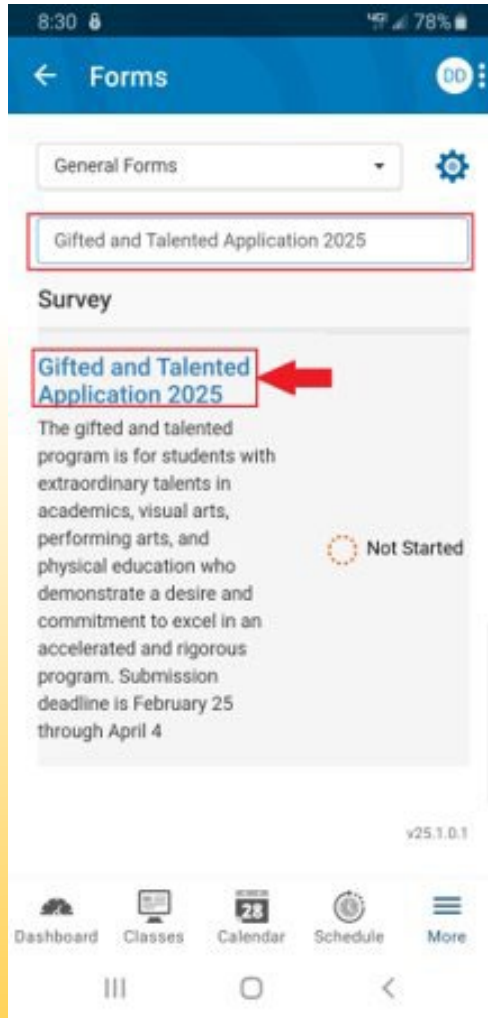 8:30 78%
Forms DD
General Forms
Gifted and Talented Application 2025
Survey
Gifted and Talented
Application 2025
The gifted and talented
program is for students with
extraordinary talents in
academics, visual arts,
performing arts, and
physical education who
demonstrate a desire and
commitment to excel in an
accelerated and rigorous
program. Submission
deadline is February 25
through April 4
Not Started
v25.1.0.1
28
Dashboard Classes Calendar Schedule More